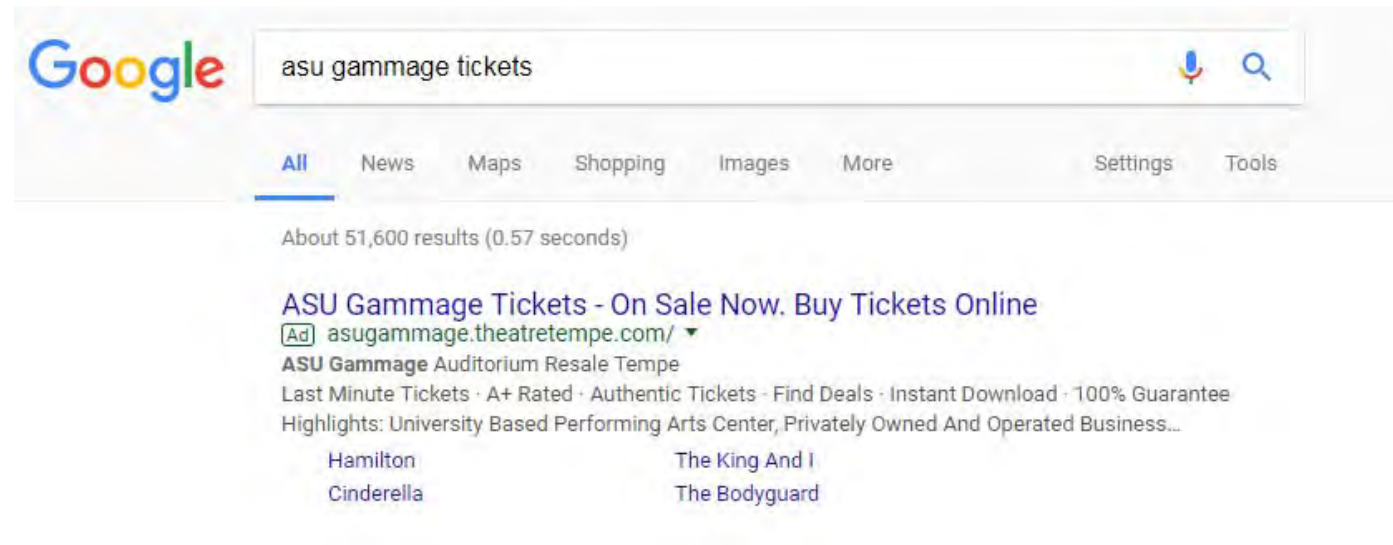 Google asu gammage tickets
All News Maps Shopping Images More Settings Tools
About 51,600 results (0.57 seconds)
ASU Gammage Tickets - On Sale Now. Buy Tickets Online
Ad asugammage.theatretempe.com/
ASU Gammage Auditorium Resale Tempe
Last Minute Tickets · A+ Rated · Authentic Tickets · Find Deals · Instant Download · 100% Guarantee
Highlights: University Based Performing Arts Center, Privately Owned And Operated Business...
Hamilton The King And I
Cinderella The Bodyguard